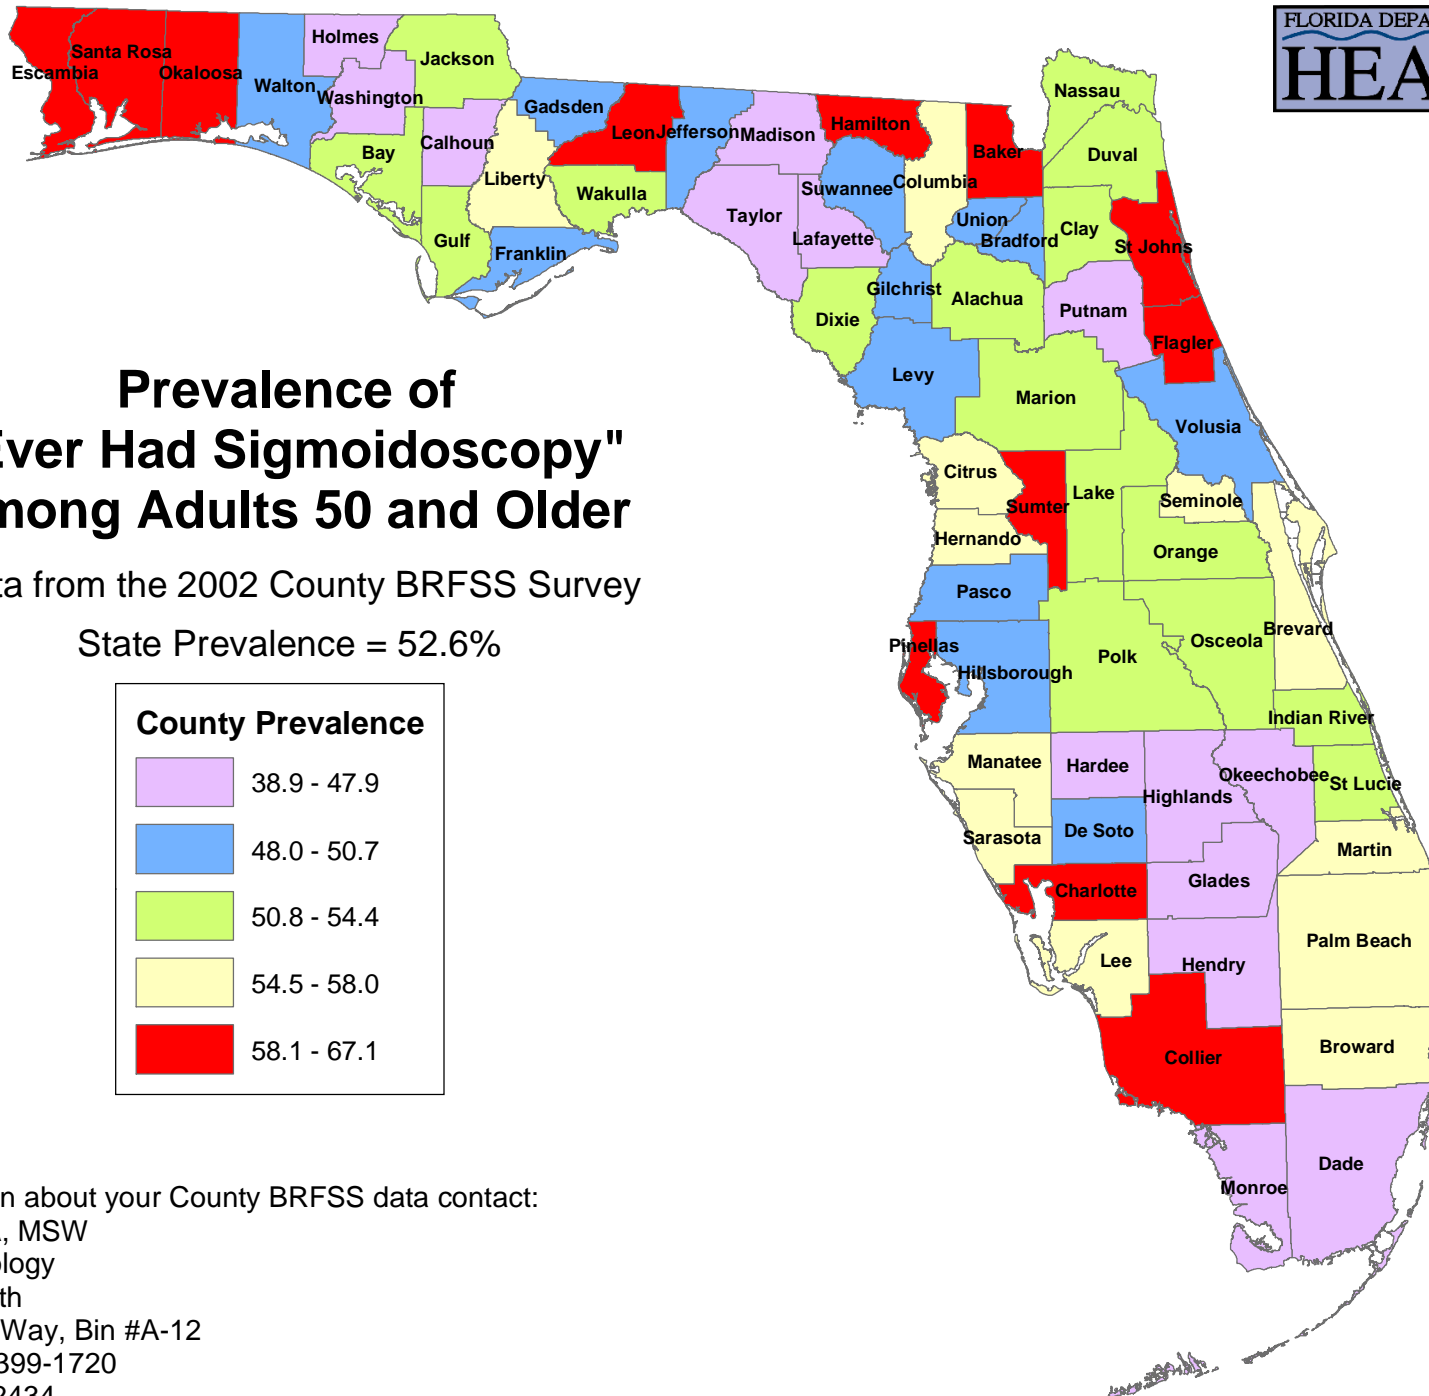 FLORIDA DEPA
HEA
Holmes
Jackson
Santa Rosa
Escambia
Okaloosa
Walton
Washington
Gadsden
Nassau
Leon
Jefferson
Madison
Hamilton
Calhoun
Bay
Baker
Duval
Liberty
Wakulla
Suwannee
Columbia
Taylor
Lafayette
Union
Bradford
Clay
St Johns
Gulf
Franklin
Gilchrist
Alachua
Putnam
Dixie
Flagler
Levy
Marion
Volusia
Prevalence of
Ever Had Sigmoidoscopy"
mong Adults 50 and Older
ta from the 2002 County BRFSS Survey
State Prevalence = 52.6%
Citrus
Sumter
Lake
Seminole
Hernando
Orange
Pasco
Brevard
Pinellas
Hillsborough
Polk
Osceola
Indian River
Manatee
Hardee
Highlands
Okeechobee
St Lucie
Sarasota
De Soto
Martin
Charlotte
Glades
Palm Beach
Lee
Hendry
Collier
Broward
Dade
Monroe
County Prevalence
38.9 - 47.9
48.0 - 50.7
50.8 - 54.4
54.5 - 58.0
58.1 - 67.1
n about your County BRFSS data contact:
, MSW
ology
th
Way, Bin #A-12
399-1720
2434